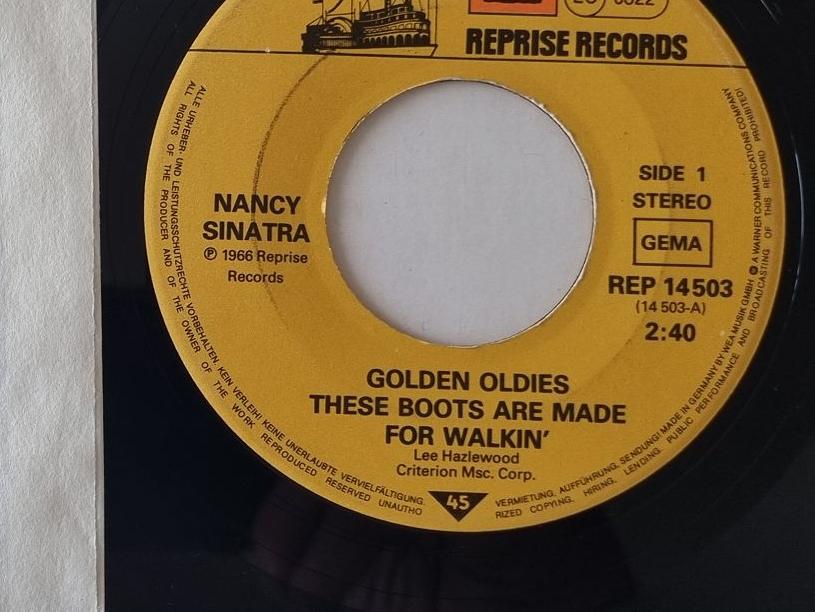 REPRISE RECORDS
NANCY
SINATRA
℗ 1966 Reprise
Records
SIDE 1
STEREO
GEMA
REP 14 503
(14 503-A)
2:40
GOLDEN OLDIES
THESE BOOTS ARE MADE
FOR WALKIN'
Lee Hazlewood
Criterion Msc. Corp.
45
ALLE URHEBER- UND LEISTUNGSSCHUTZRECHTE VORBEHALTEN. KEIN VERLEIH! KEINE UNERLAUBTE VERVIELFÄLTIGUNG, VERMIETUNG, AUFFÜHRUNG, SENDUNG! MADE IN GERMANY BY WEA MUSIK GMBH A WARNER COMMUNICATIONS COMPANY
ALL RIGHTS OF THE PRODUCER AND OF THE OWNER OF THE WORK REPRODUCED RESERVED UNAUTHORIZED COPYING, HIRING, LENDING, PUBLIC PERFORMANCE AND BROADCASTING OF THIS RECORD PROHIBITED!